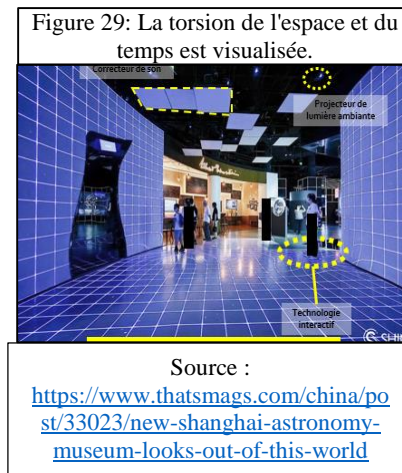 Figure 29: La torsion de l'espace et du
temps est visualisée.
Correcteur de son
Projecteur de
lumière ambiante
Technologie
interactif
Source :
https://www.thatsmags.com/china/po
st/33023/new-shanghai-astronomy-
museum-looks-out-of-this-world